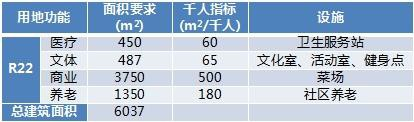 用地功能 面积要求(m²) 千人指标(m²/千人) 设施
R22 医疗 450 60 卫生服务站
文体 487 65 文化室、活动室、健身点
商业 3750 500 菜场
养老 1350 180 社区养老
总建筑面积 6037